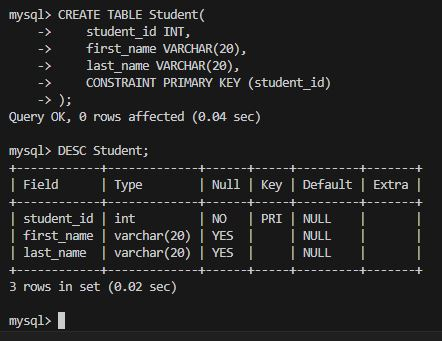 mysql> CREATE TABLE Student(
    ->     student_id INT,
    ->     first_name VARCHAR(20),
    ->     last_name VARCHAR(20),
    ->     CONSTRAINT PRIMARY KEY (student_id)
    -> );
Query OK, 0 rows affected (0.04 sec)

mysql> DESC Student;
+------------+-------------+------+-----+---------+-------+
| Field      | Type        | Null | Key | Default | Extra |
+------------+-------------+------+-----+---------+-------+
| student_id | int         | NO   | PRI | NULL    |       |
| first_name | varchar(20) | YES  |     | NULL    |       |
| last_name  | varchar(20) | YES  |     | NULL    |       |
+------------+-------------+------+-----+---------+-------+
3 rows in set (0.02 sec)

mysql>